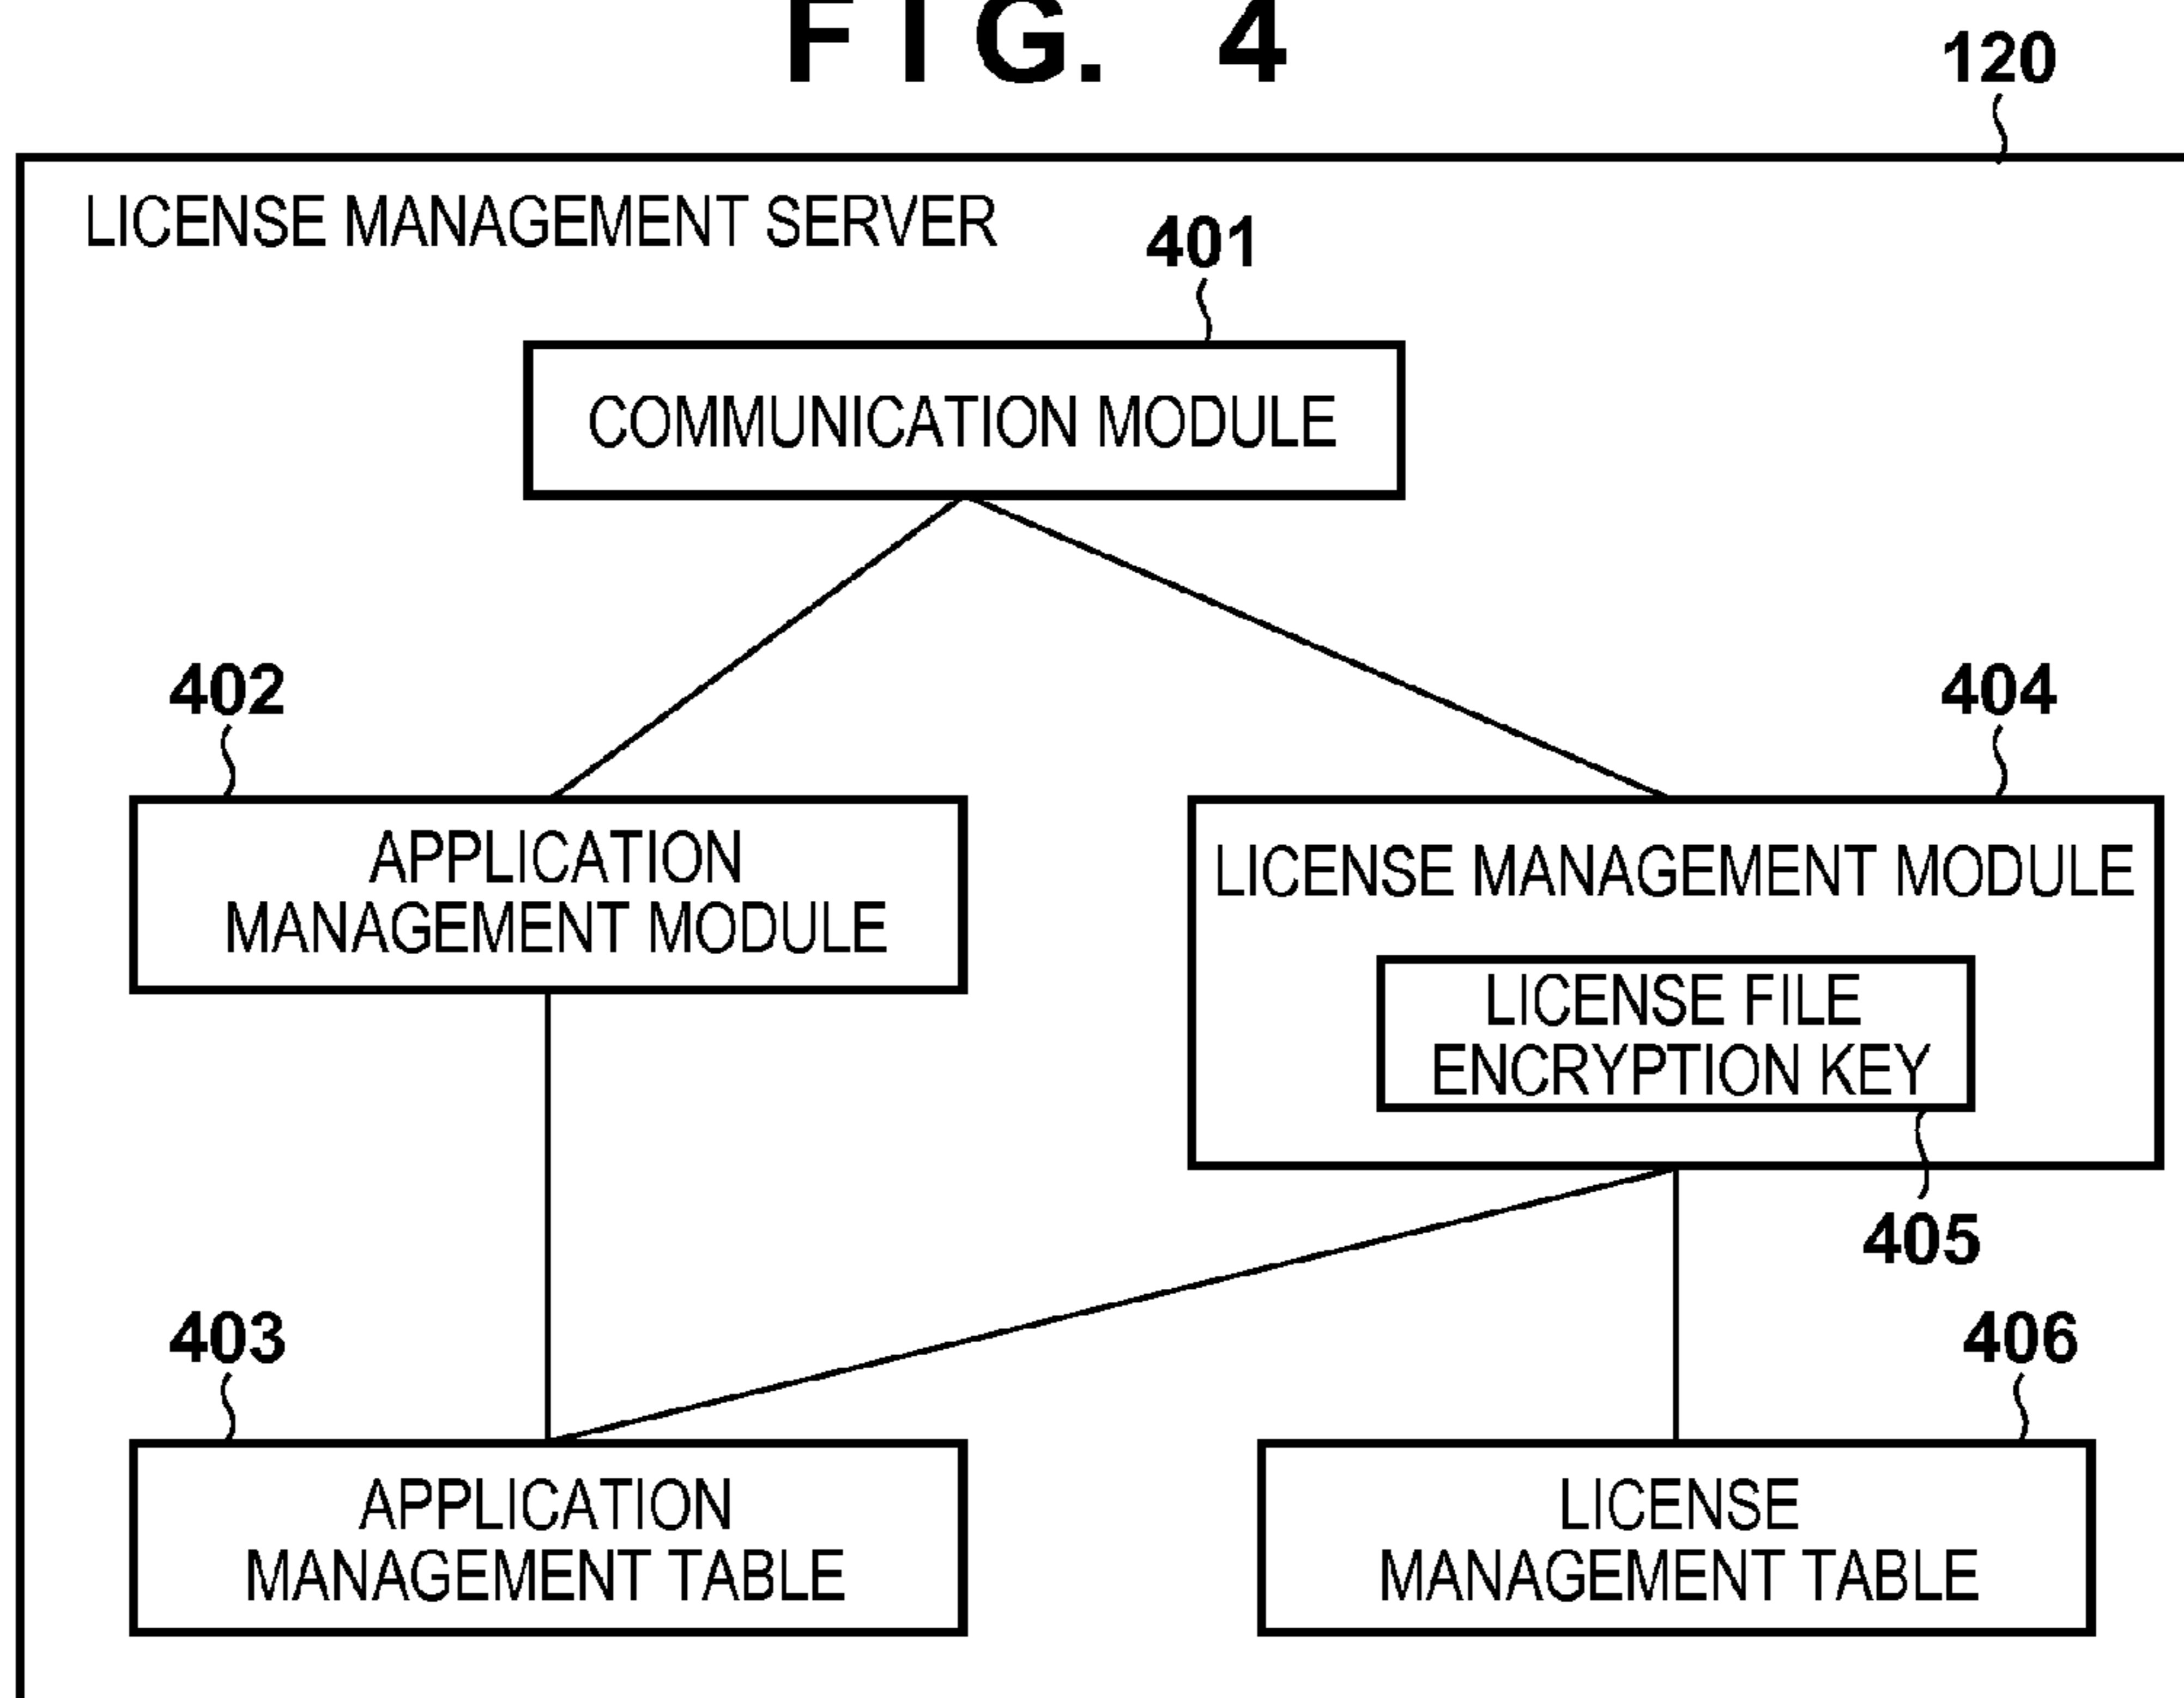 FIG. 4
120
LICENSE MANAGEMENT SERVER
401
COMMUNICATION MODULE
402
404
APPLICATION
MANAGEMENT MODULE
LICENSE MANAGEMENT MODULE
LICENSE FILE
ENCRYPTION KEY
405
403
406
APPLICATION
MANAGEMENT TABLE
LICENSE
MANAGEMENT TABLE